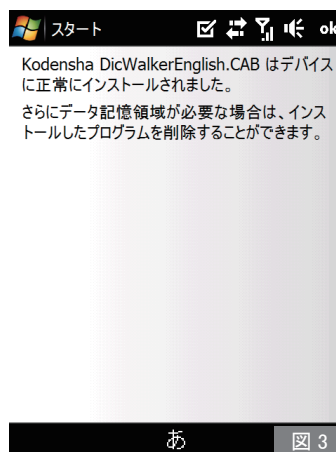 スタート ok
Kodensha DicWalkerEnglish.CAB はデバイス
に正常にインストールされました。
さらにデータ記憶領域が必要な場合は、インス
トールしたプログラムを削除することができます。
あ
図 3